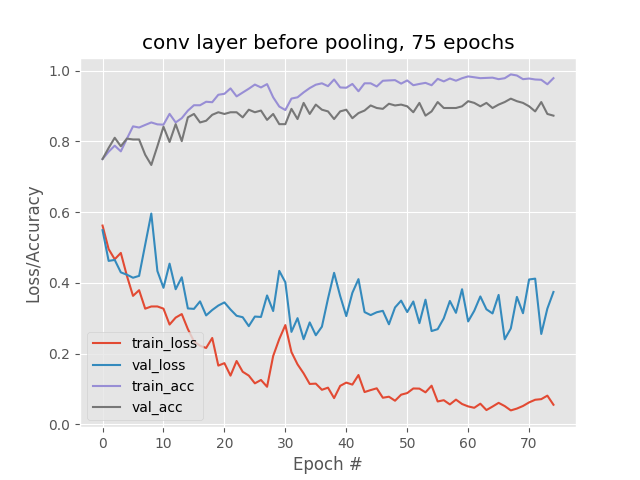 conv layer before pooling, 75 epochs
1.0
0.8
0.6
0.4
0.2
0.0
Loss/Accuracy
train_loss
val_loss
train_acc
val_acc
0 10 20 30 40 50 60 70
Epoch #